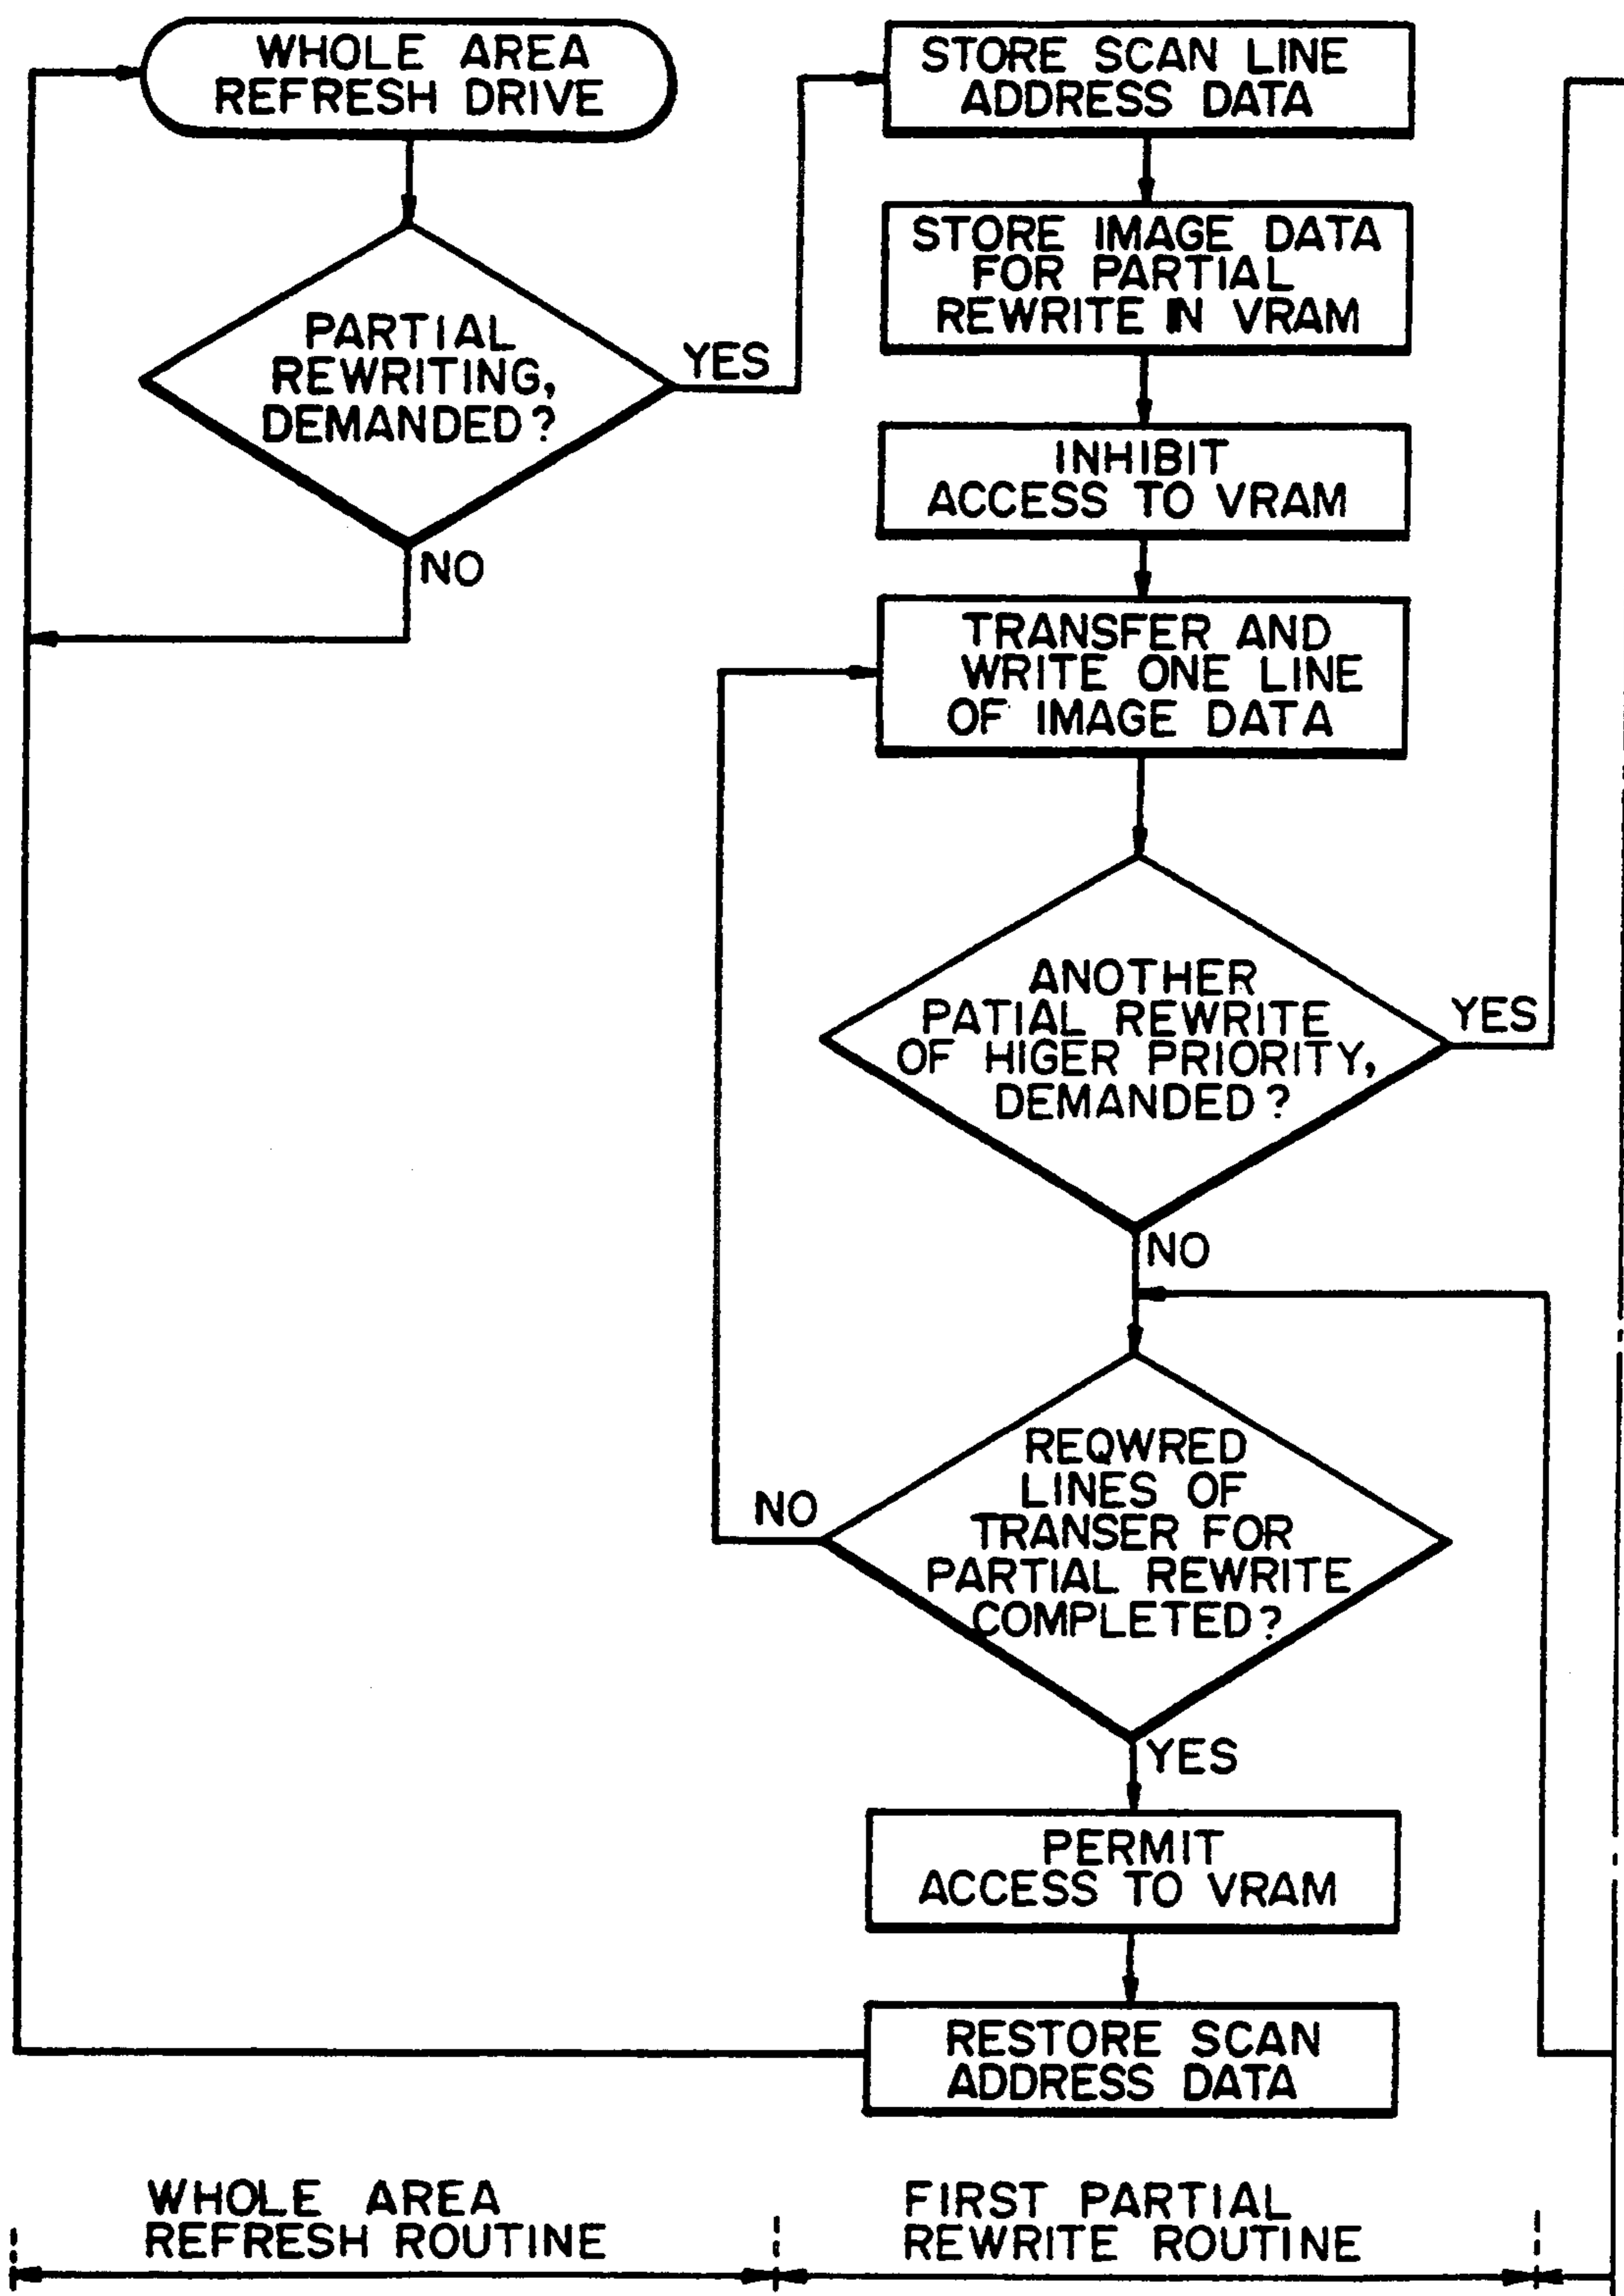 WHOLE AREA
REFRESH DRIVE
PARTIAL
REWRITING,
DEMANDED?
YES
NO
STORE SCAN LINE
ADDRESS DATA
STORE IMAGE DATA
FOR PARTIAL
REWRITE IN VRAM
INHIBIT
ACCESS TO VRAM
TRANSFER AND
WRITE ONE LINE
OF IMAGE DATA
ANOTHER
PATIAL REWRITE
OF HIGER PRIORITY,
DEMANDED?
YES
NO
REQWRED
LINES OF
TRANSER FOR
PARTIAL REWRITE
COMPLETED?
NO
YES
PERMIT
ACCESS TO VRAM
RESTORE SCAN
ADDRESS DATA
WHOLE AREA
REFRESH ROUTINE
FIRST PARTIAL
REWRITE ROUTINE